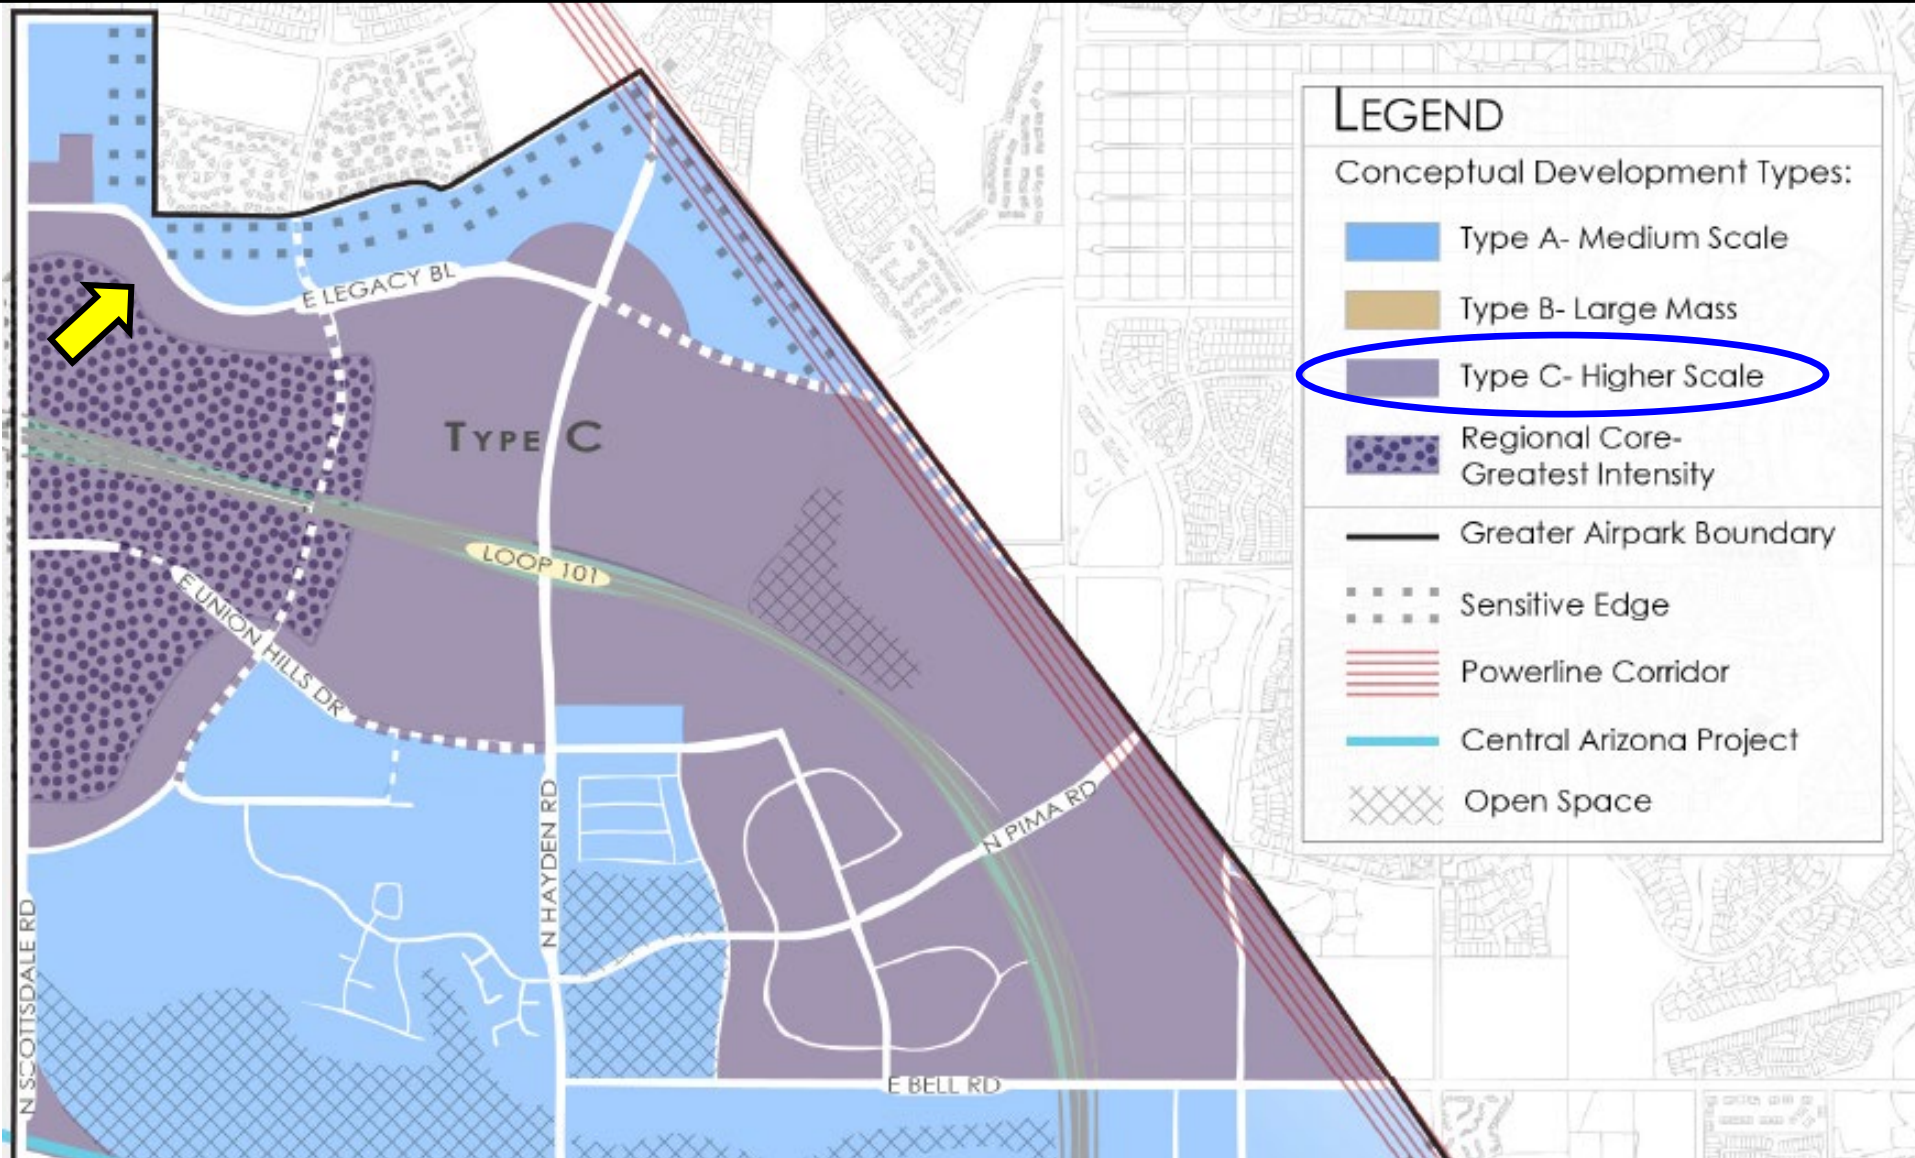 LEGEND
Conceptual Development Types:
Type A- Medium Scale
Type B- Large Mass
Type C- Higher Scale
Regional Core-
Greatest Intensity
Greater Airpark Boundary
Sensitive Edge
Powerline Corridor
Central Arizona Project
Open Space
E LEGACY BL
TYPE C
LOOP 101
E UNION HILLS DR
N HAYDEN RD
N PIMA RD
N SCOTTSDALE RD
E BELL RD